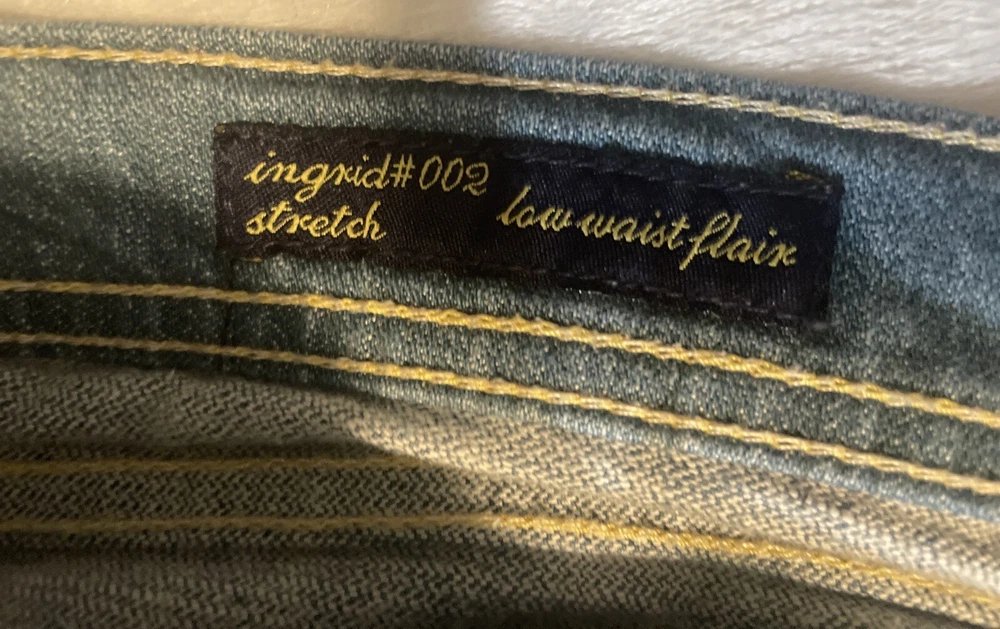 ingrid#002
stretch
low waist flair